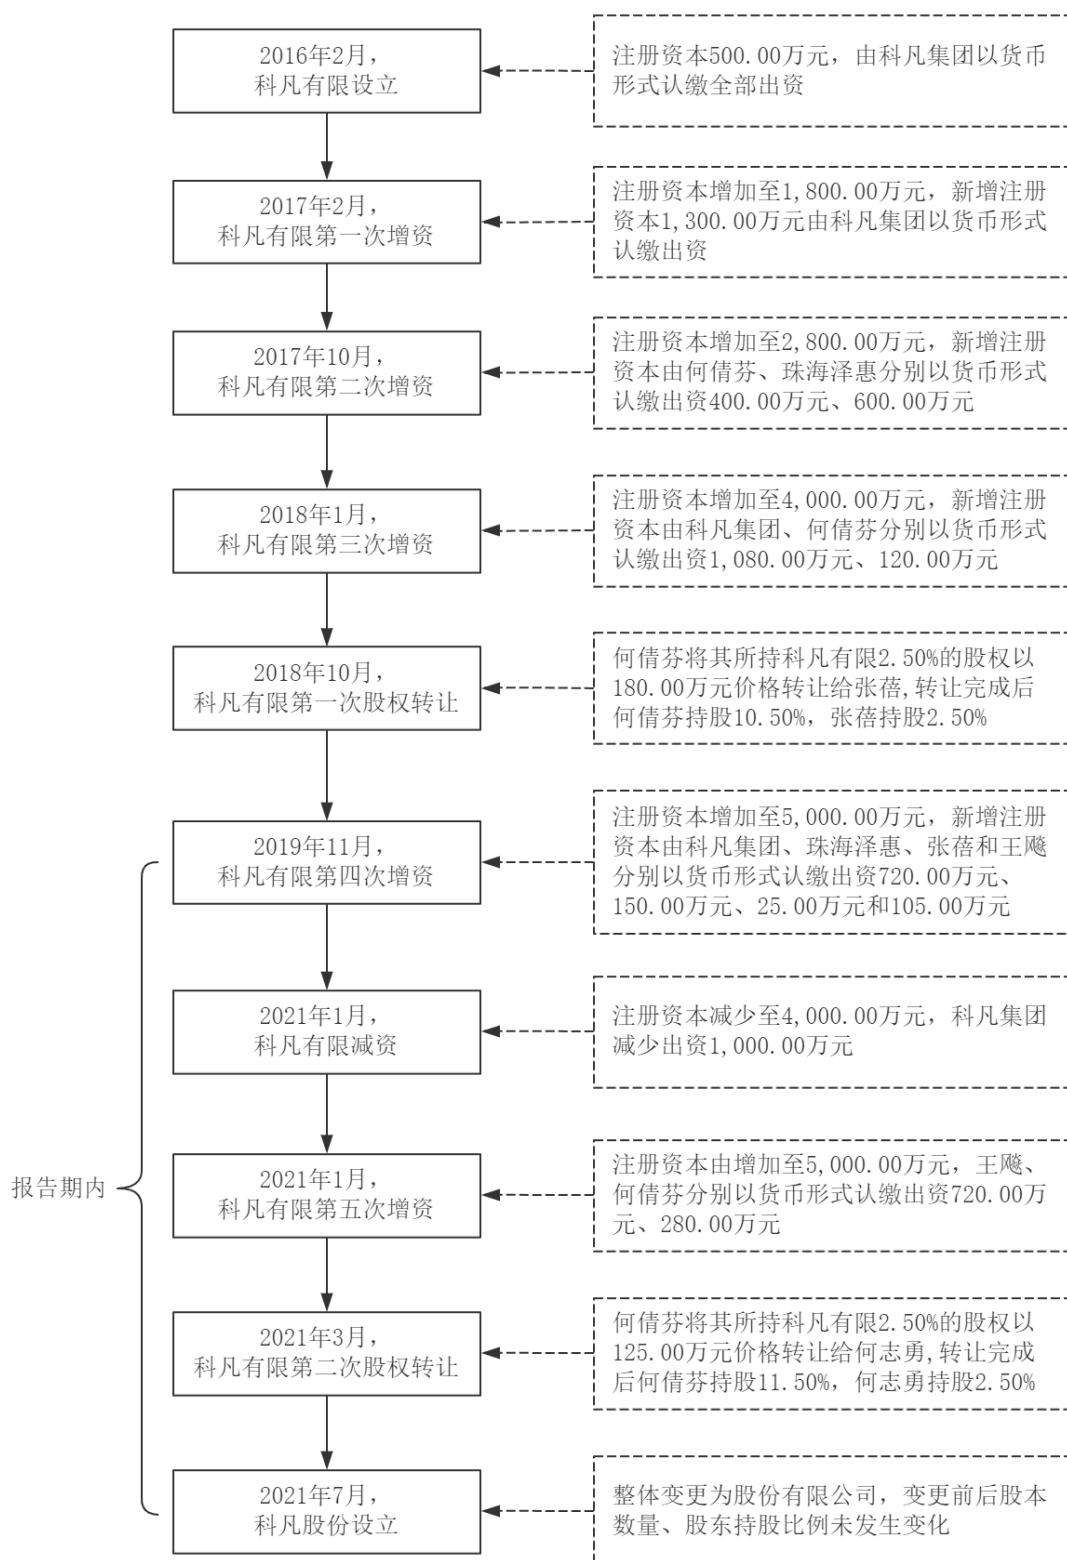 2016年2月，
科凡有限设立
注册资本500.00万元，由科凡集团以货币
形式认缴全部出资
2017年2月，
科凡有限第一次增资
注册资本增加至1,800.00万元，新增注册
资本1,300.00万元由科凡集团以货币形式
认缴出资
2017年10月，
科凡有限第二次增资
注册资本增加至2,800.00万元，新增注册
资本由何倩芬、珠海泽惠分别以货币形式
认缴出资400.00万元、600.00万元
2018年1月，
科凡有限第三次增资
注册资本增加至4,000.00万元，新增注册
资本由科凡集团、何倩芬分别以货币形式
认缴出资1,080.00万元、120.00万元
2018年10月，
科凡有限第一次股权转让
何倩芬将其所持科凡有限2.50%的股权以
180.00万元价格转让给张蓓,转让完成后
何倩芬持股10.50%，张蓓持股2.50%
2019年11月，
科凡有限第四次增资
注册资本增加至5,000.00万元，新增注册
资本由科凡集团、珠海泽惠、张蓓和王飚
分别以货币形式认缴出资720.00万元、
150.00万元、25.00万元和105.00万元
2021年1月，
科凡有限减资
注册资本减少至4,000.00万元，科凡集团
减少出资1,000.00万元
报告期内
2021年1月，
科凡有限第五次增资
注册资本由增加至5,000.00万元，王飚、
何倩芬分别以货币形式认缴出资720.00万
元、280.00万元
2021年3月，
科凡有限第二次股权转让
何倩芬将其所持科凡有限2.50%的股权以
125.00万元价格转让给何志勇,转让完成
后何倩芬持股11.50%，何志勇持股2.50%
2021年7月，
科凡股份设立
整体变更为股份有限公司，变更前后股本
数量、股东持股比例未发生变化